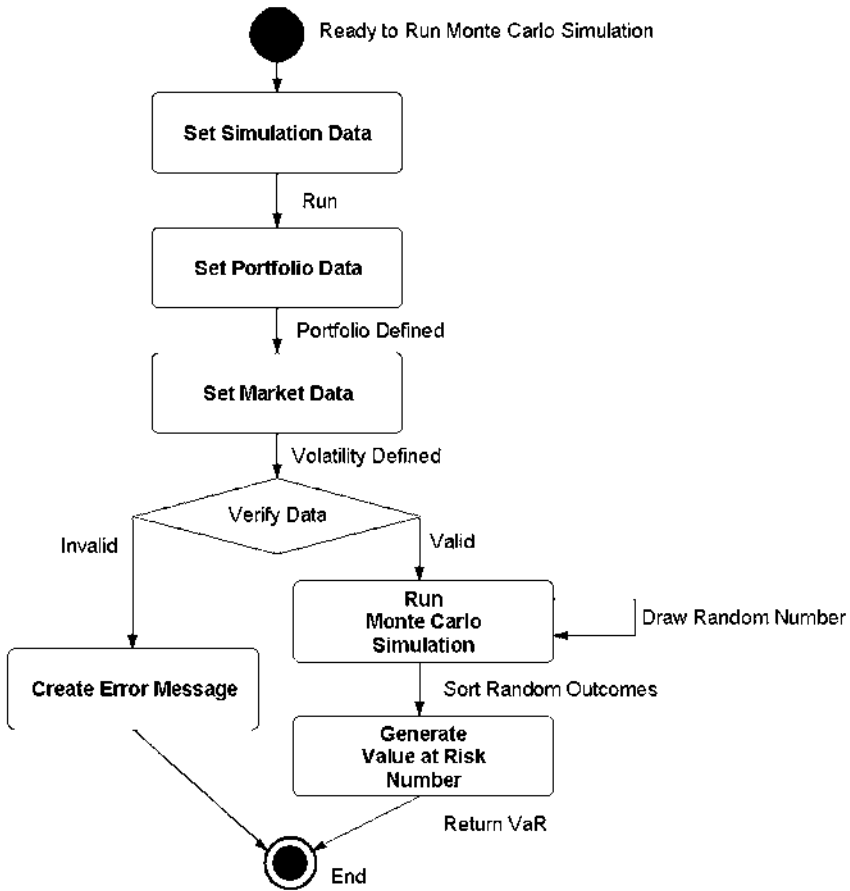 Ready to Run Monte Carlo Simulation
Set Simulation Data
Run
Set Portfolio Data
Portfolio Defined
Set Market Data
Volatility Defined
Verify Data
Invalid
Valid
Run
Monte Carlo
Simulation
Draw Random Number
Create Error Message
Sort Random Outcomes
Generate
Value at Risk
Number
Return VaR
End